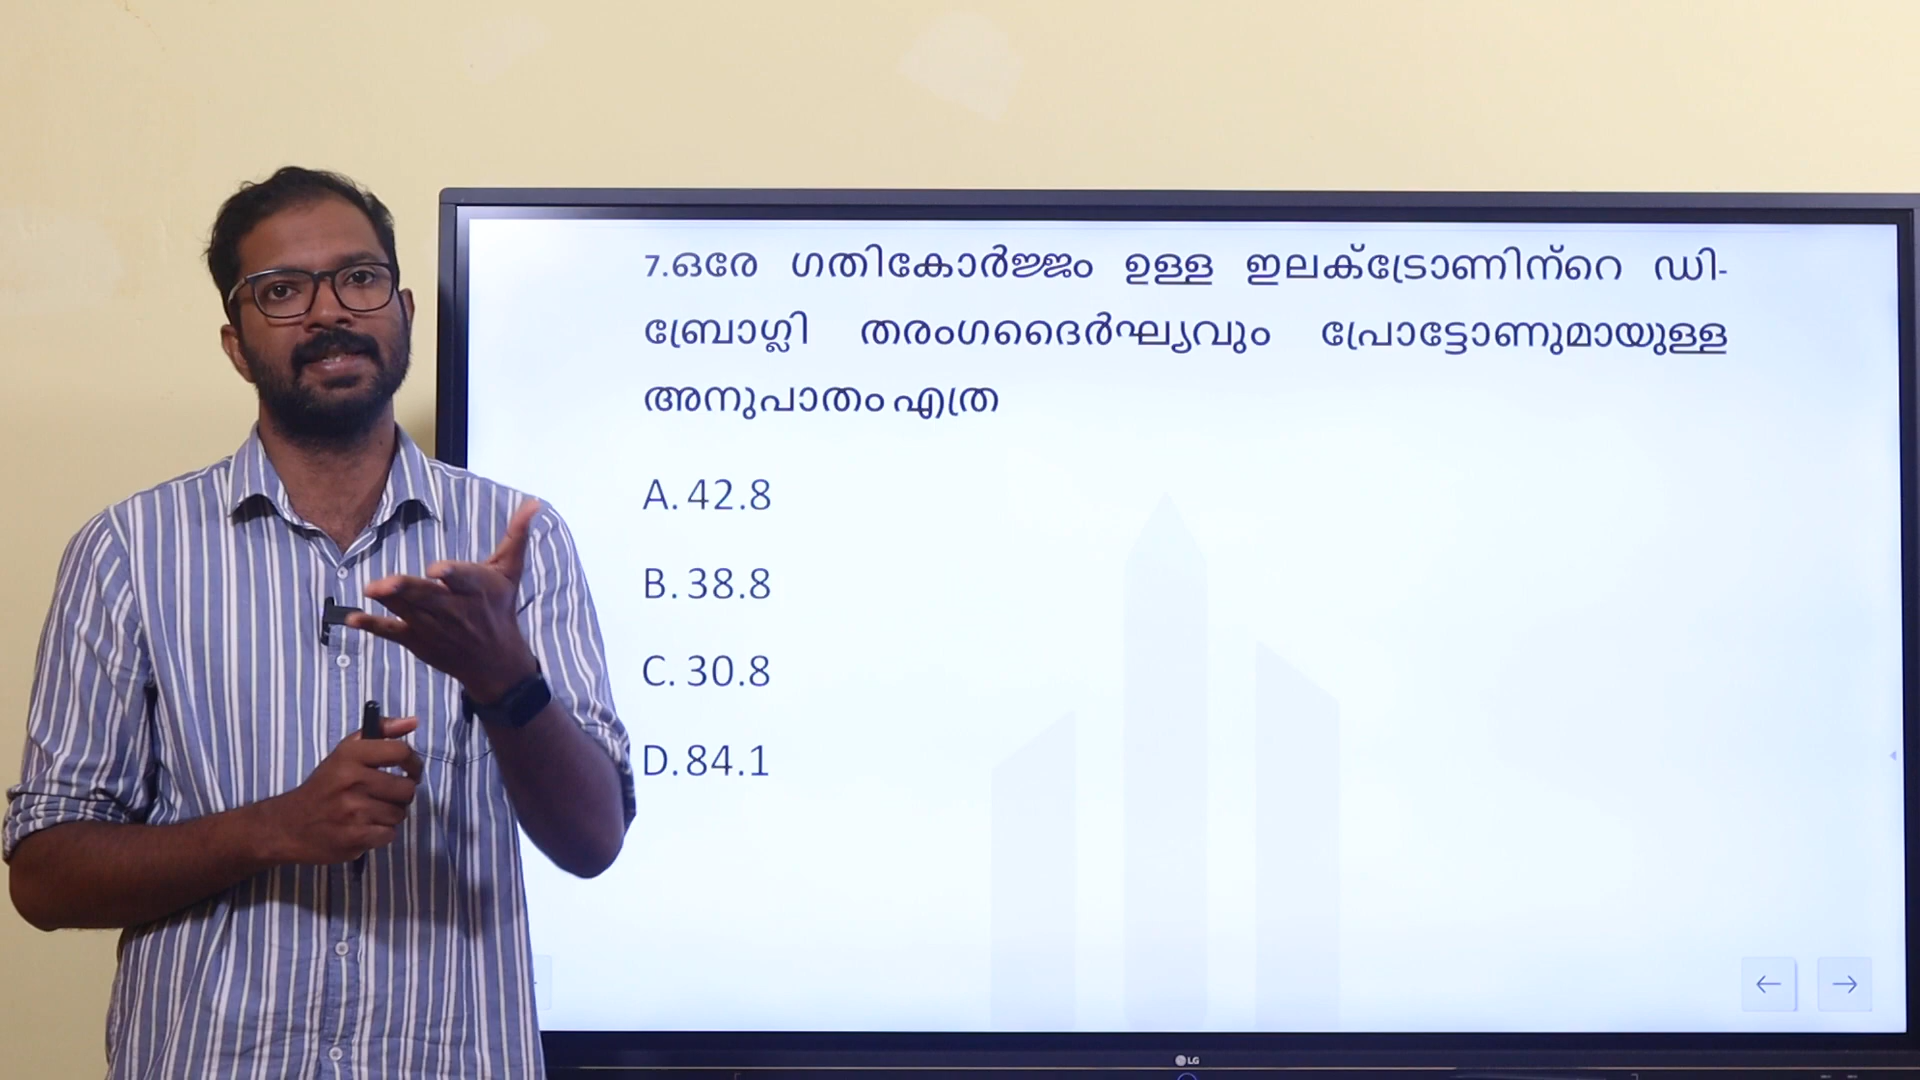 7.ഒരേ ഗതികോർജ്ജം ഉള്ള ഇലക്ട്രോണിന്റെ ഡി-
ബ്രോഗ്ലി തരംഗദൈർഘ്യവും പ്രോട്ടോണുമായുള്ള
അനുപാതം എത്ര
A. 42.8
B. 38.8
C. 30.8
D. 84.1
LG